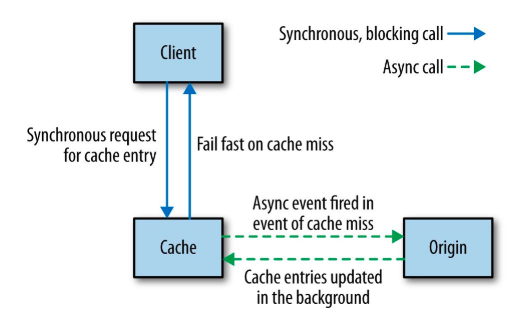 Client
Synchronous, blocking call
Async call
Synchronous request
for cache entry
Fail fast on cache miss
Async event fired in
event of cache miss
Cache
Origin
Cache entries updated
in the background